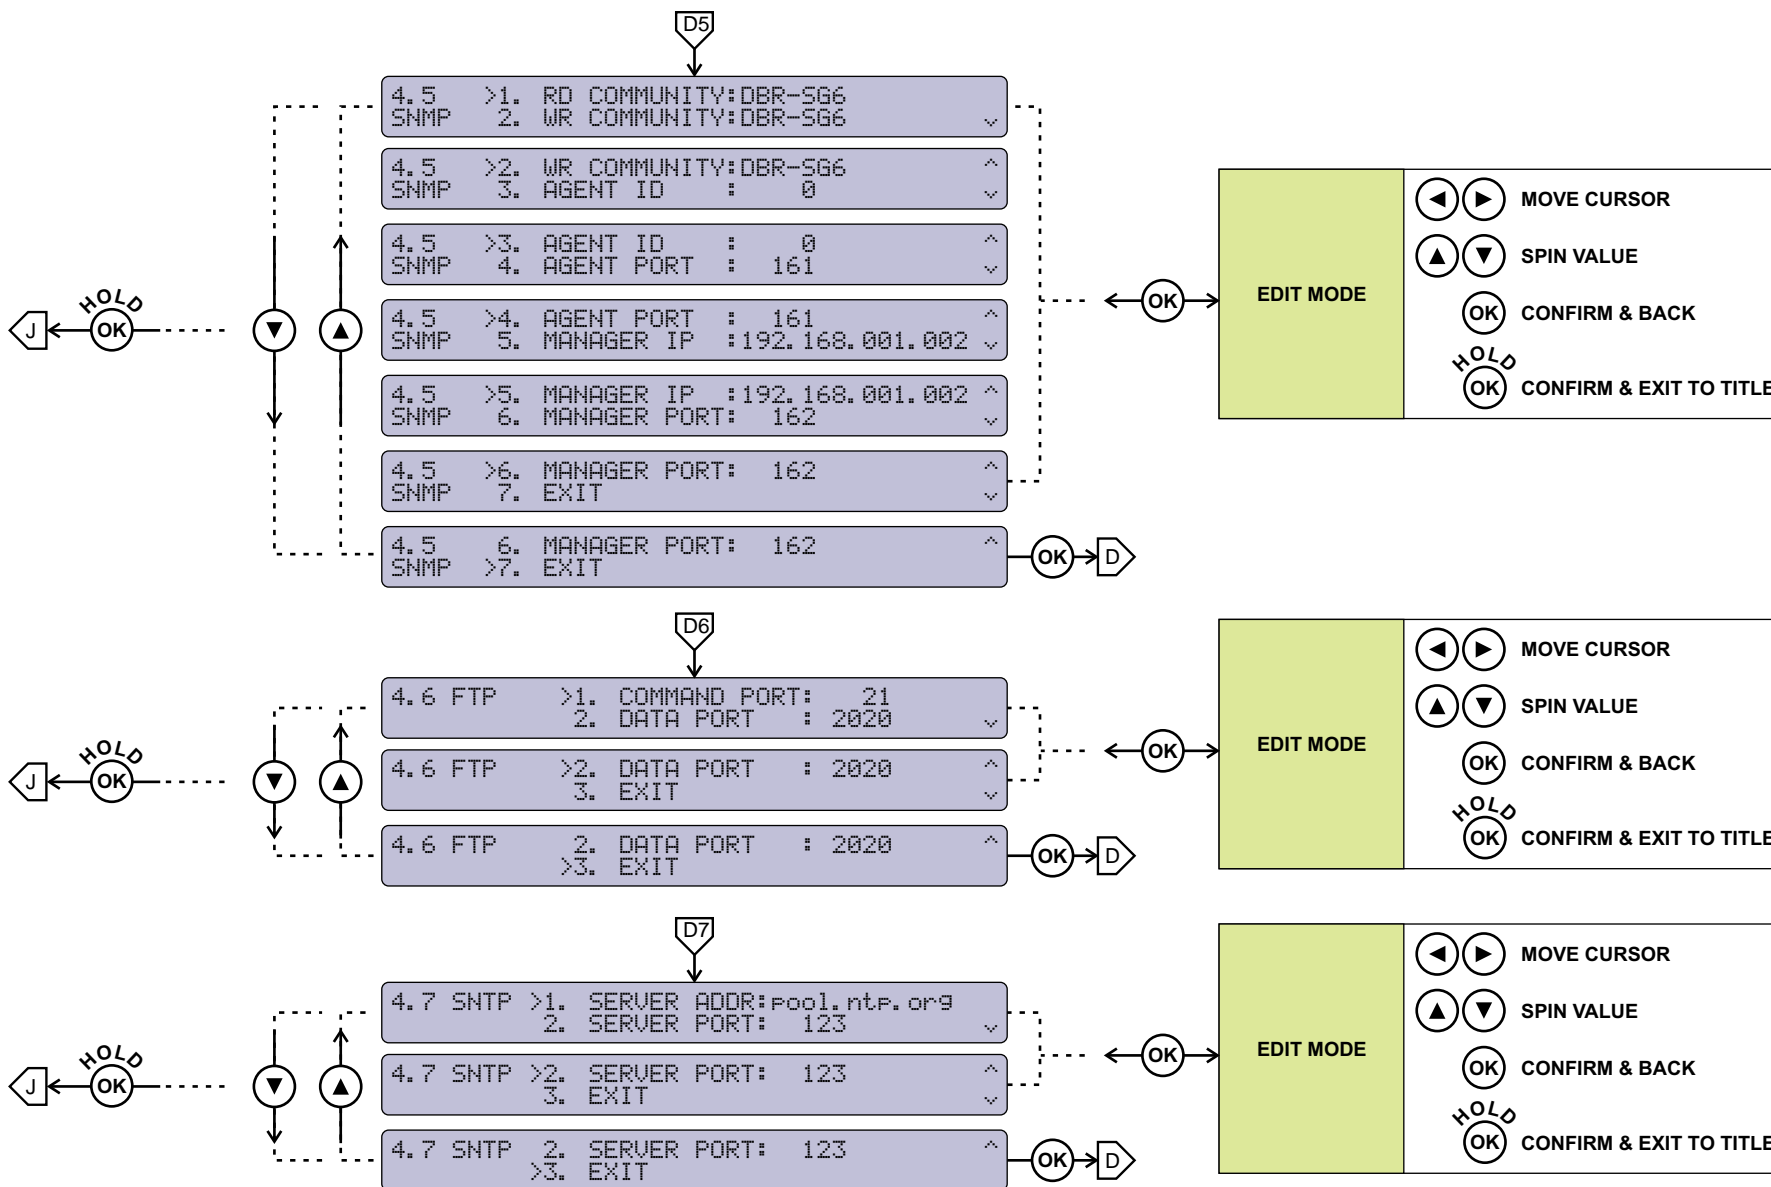 D5
4.5 >1. RD COMMUNITY:DBR-SG6
SNMP 2. WR COMMUNITY:DBR-SG6
4.5 >2. WR COMMUNITY:DBR-SG6 ^
SNMP 3. AGENT ID : 0
4.5 >3. AGENT ID : 0 ^
SNMP 4. AGENT PORT : 161
4.5 >4. AGENT PORT : 161 ^
SNMP 5. MANAGER IP :192.168.001.002
4.5 >5. MANAGER IP :192.168.001.002 ^
SNMP 6. MANAGER PORT: 162
4.5 >6. MANAGER PORT: 162 ^
SNMP 7. EXIT
4.5 6. MANAGER PORT: 162 ^
SNMP >7. EXIT
HOLD
J OK
OK
OK D
EDIT MODE
MOVE CURSOR
SPIN VALUE
OK CONFIRM & BACK
HOLD
OK CONFIRM & EXIT TO TITLE
D6
4.6 FTP >1. COMMAND PORT: 21
2. DATA PORT : 2020
4.6 FTP >2. DATA PORT : 2020 ^
3. EXIT
4.6 FTP 2. DATA PORT : 2020 ^
>3. EXIT
HOLD
J OK
OK
OK D
EDIT MODE
MOVE CURSOR
SPIN VALUE
OK CONFIRM & BACK
HOLD
OK CONFIRM & EXIT TO TITLE
D7
4.7 SNTP >1. SERVER ADDR:pool.ntp.org
2. SERVER PORT: 123
4.7 SNTP >2. SERVER PORT: 123 ^
3. EXIT
4.7 SNTP 2. SERVER PORT: 123 ^
>3. EXIT
HOLD
J OK
OK
OK D
EDIT MODE
MOVE CURSOR
SPIN VALUE
OK CONFIRM & BACK
HOLD
OK CONFIRM & EXIT TO TITLE